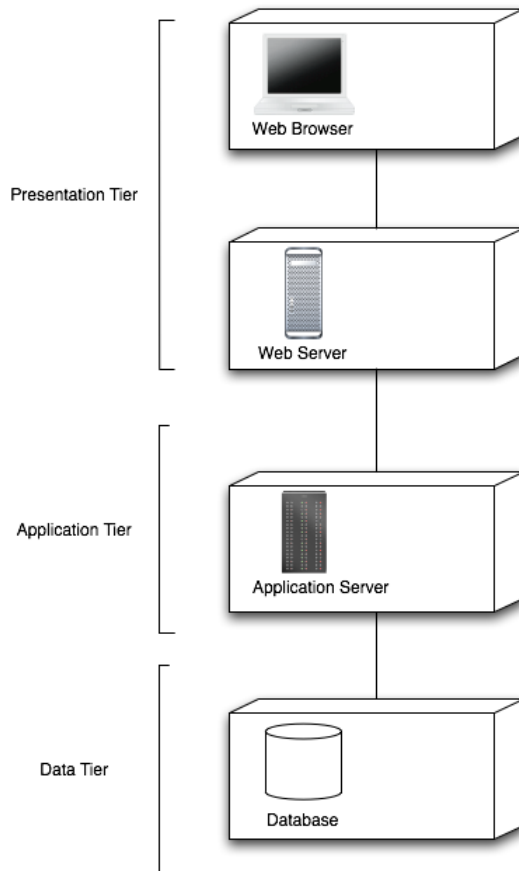 Web Browser
Presentation Tier
Web Server
Application Tier
Application Server
Data Tier
Database